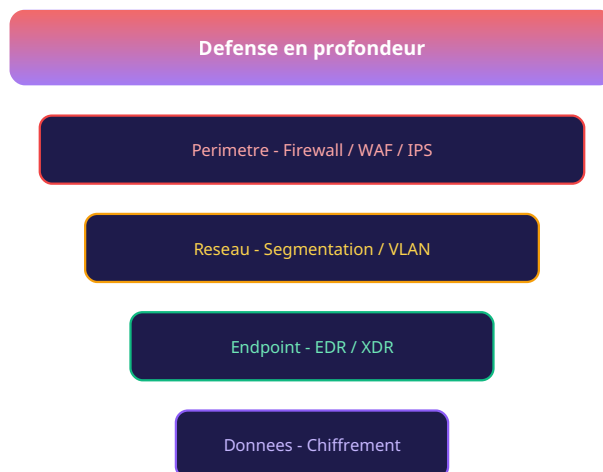 Defense en profondeur
Perimetre - Firewall / WAF / IPS
Reseau - Segmentation / VLAN
Endpoint - EDR / XDR
Donnees - Chiffrement